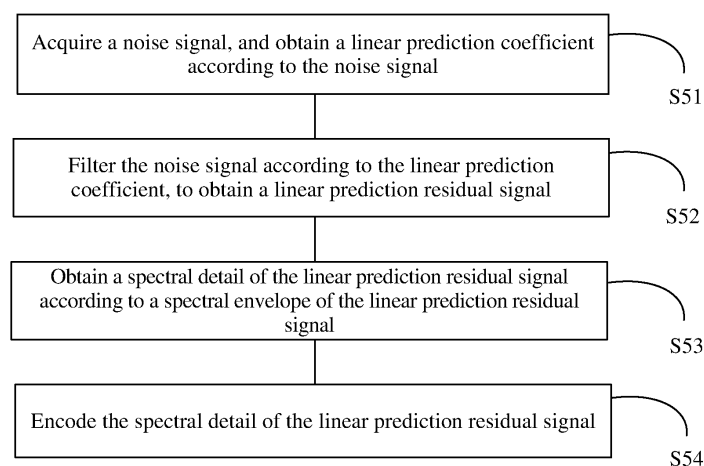 Acquire a noise signal, and obtain a linear prediction coefficient
according to the noise signal
S51
Filter the noise signal according to the linear prediction
coefficient, to obtain a linear prediction residual signal
S52
Obtain a spectral detail of the linear prediction residual signal
according to a spectral envelope of the linear prediction residual
signal
S53
Encode the spectral detail of the linear prediction residual signal
S54